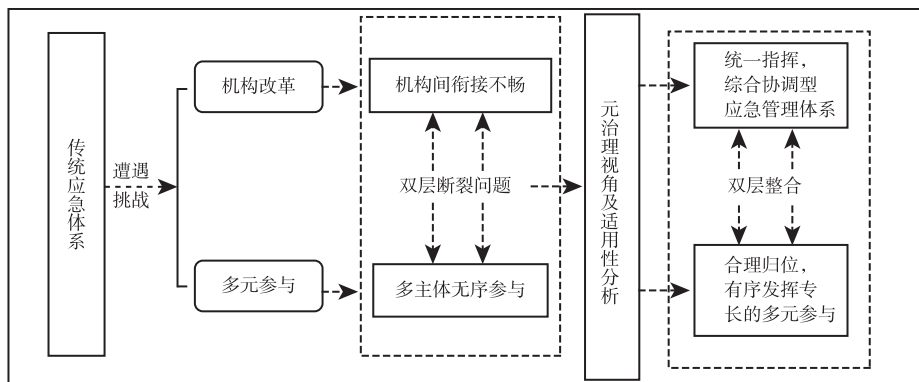 传统应急体系
遭遇
挑战
机构改革
多元参与
机构间衔接不畅
双层断裂问题
多主体无序参与
元治理视角及适用性分析
统一指挥，
综合协调型
应急管理体系
双层整合
合理归位，
有序发挥专
长的多元参与